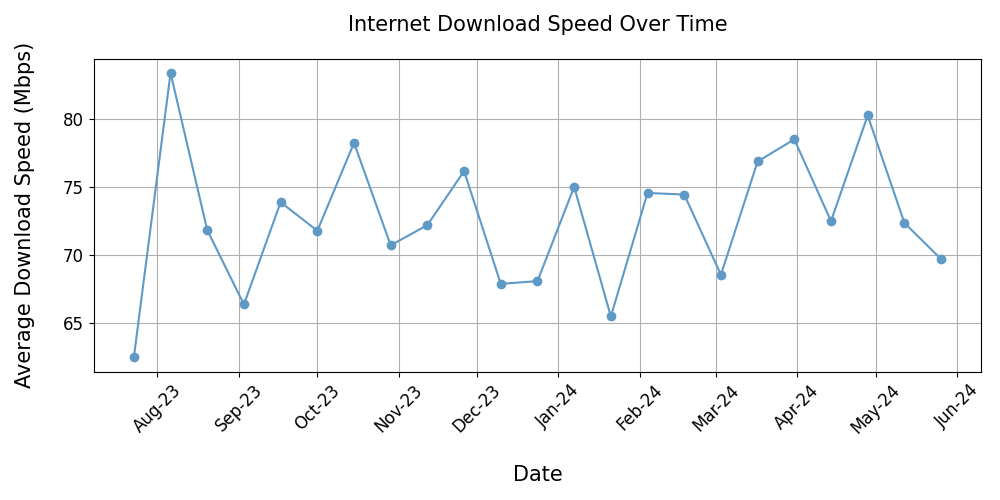 Internet Download Speed Over Time
Average Download Speed (Mbps)
80
75
70
65
Aug-23
Sep-23
Oct-23
Nov-23
Dec-23
Jan-24
Feb-24
Mar-24
Apr-24
May-24
Jun-24
Date